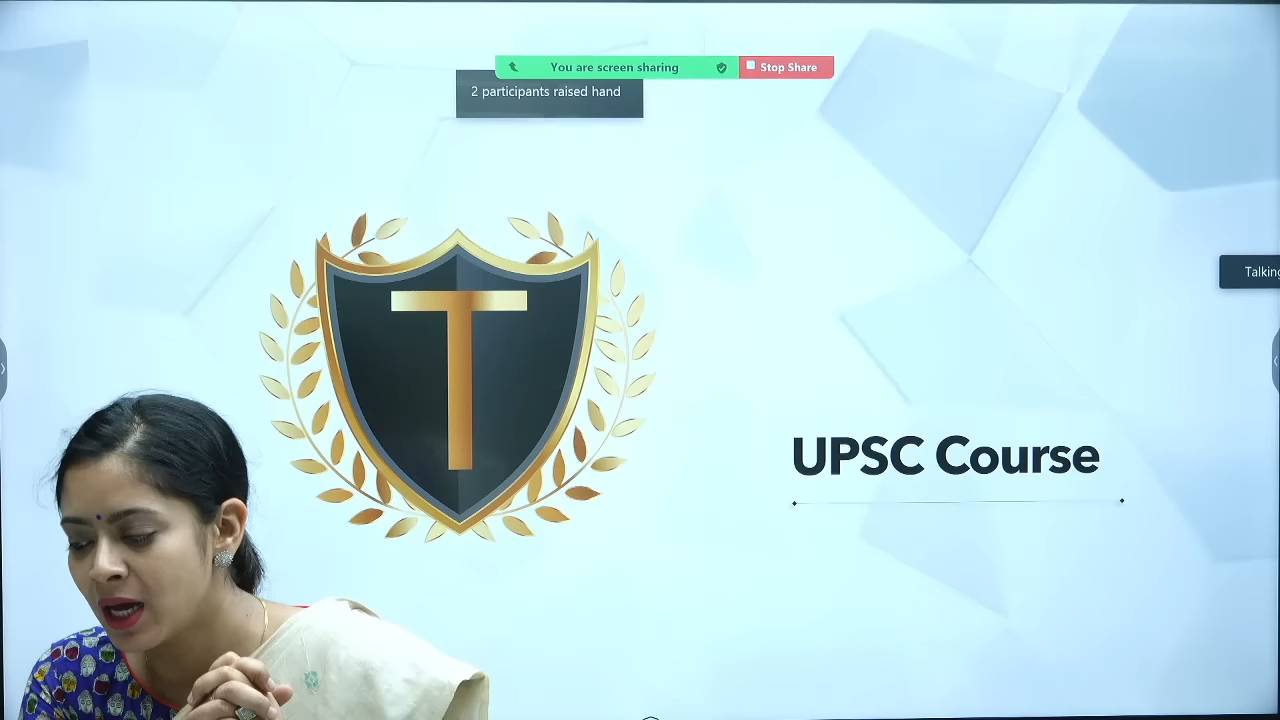 You are screen sharing
Stop Share
2 participants raised hand
T
Talking
UPSC Course